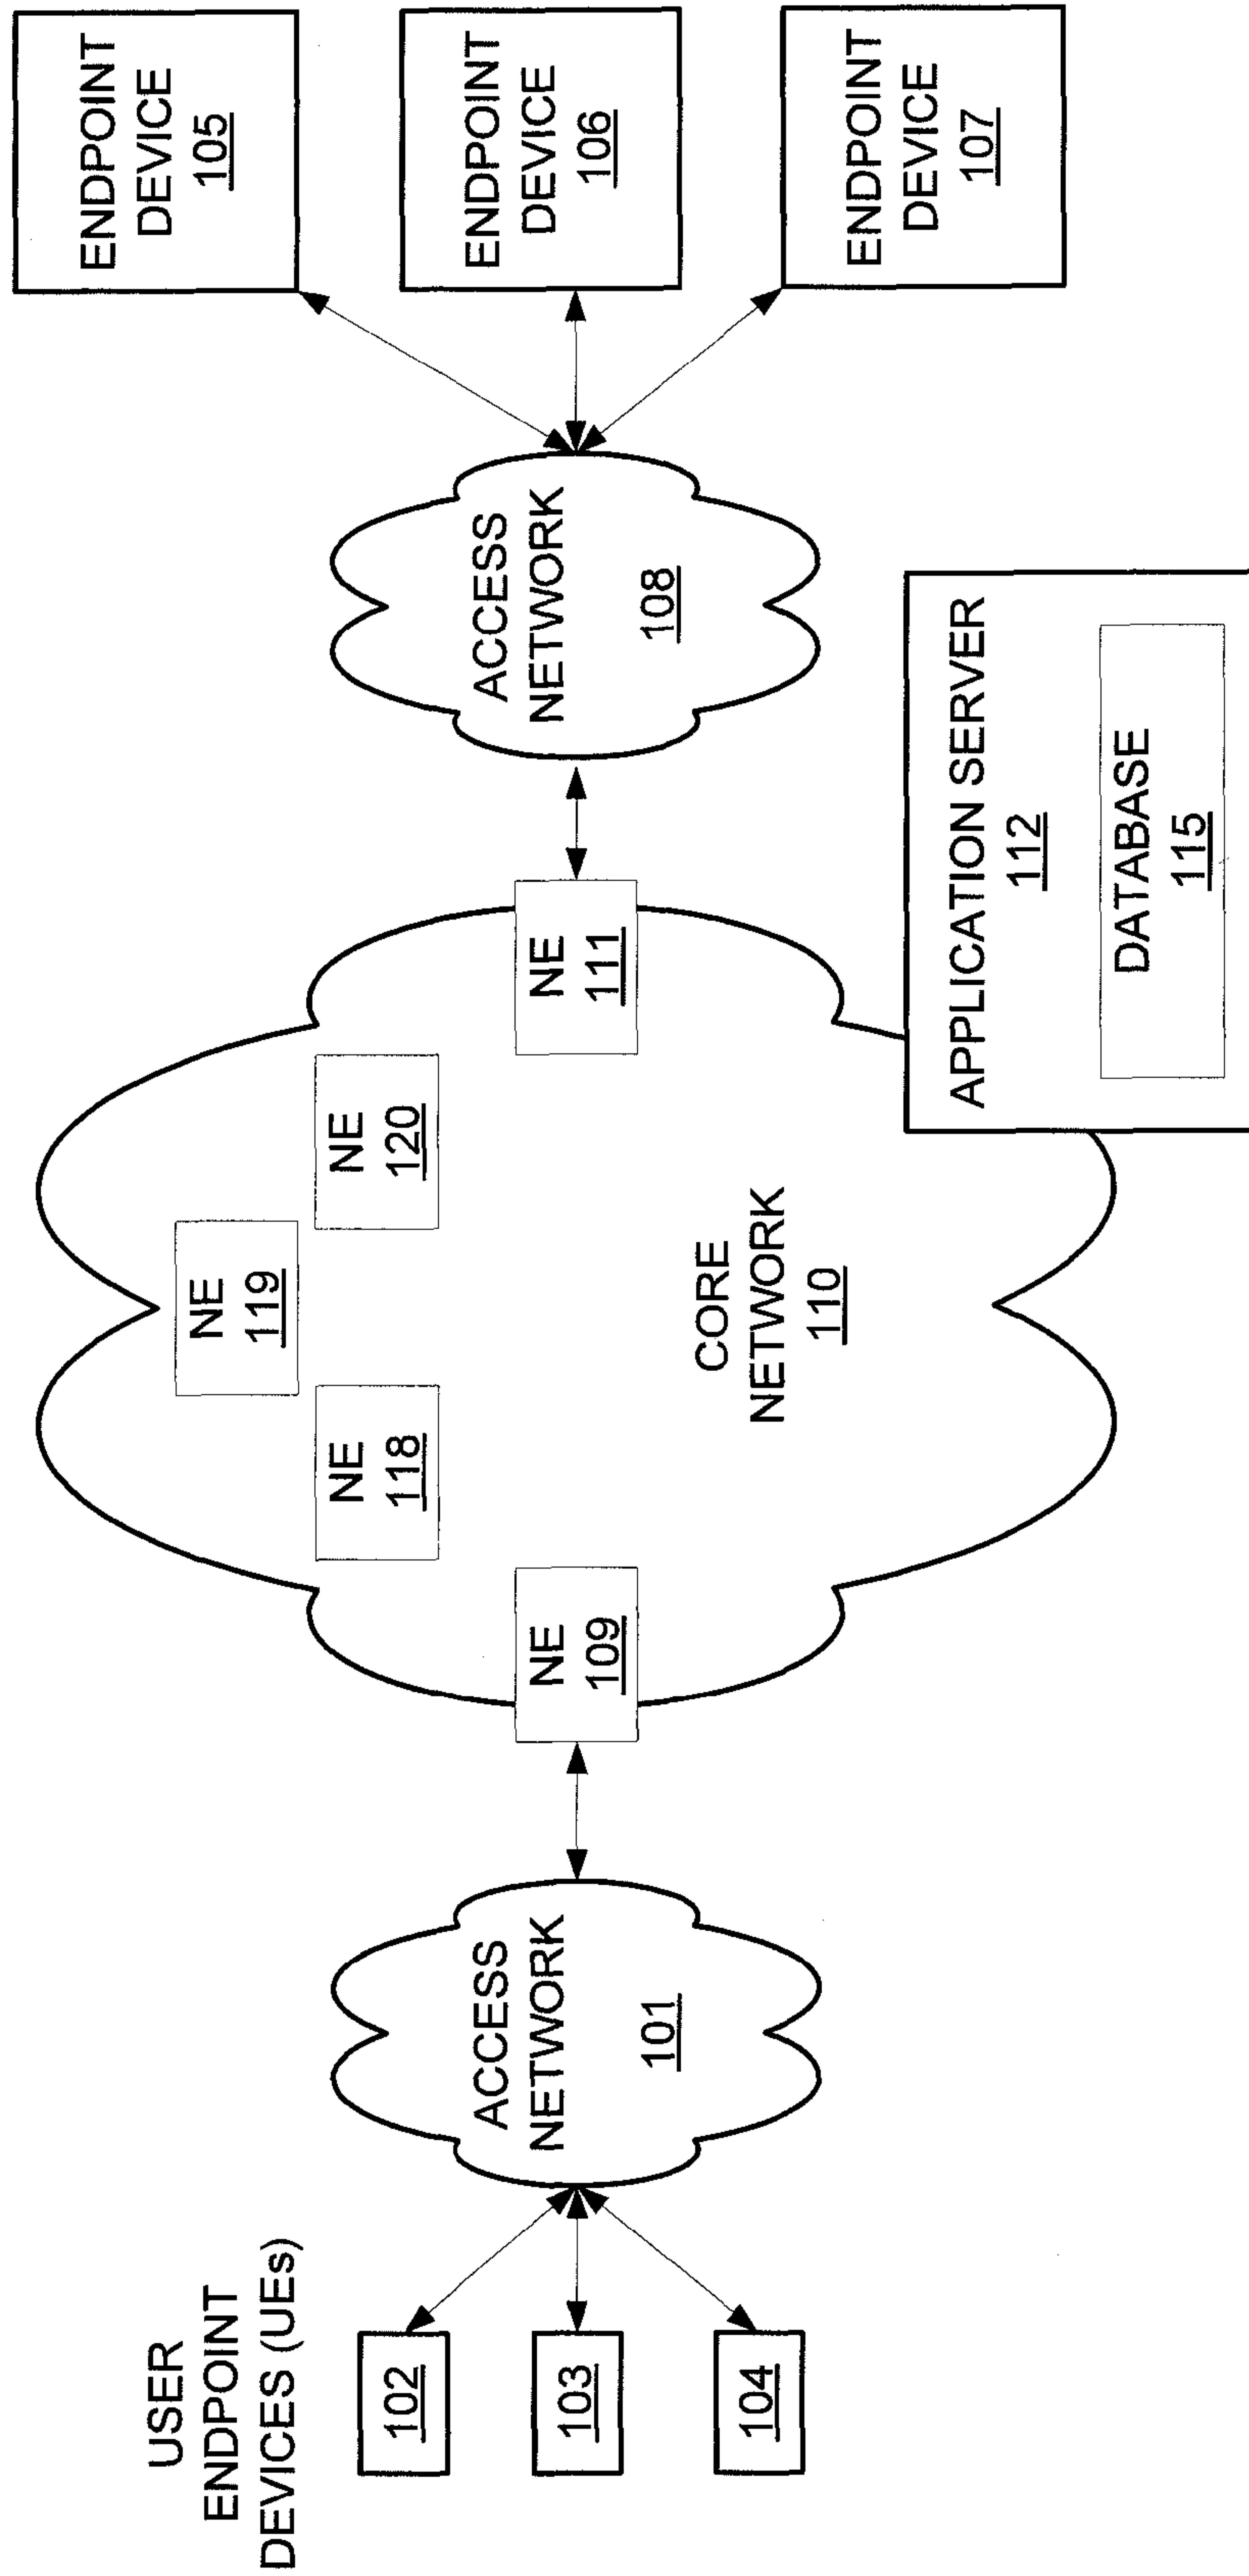 USER
ENDPOINT
DEVICES (UEs)
102
103
104
ACCESS
NETWORK
101
NE
109
NE
118
NE
119
NE
120
NE
111
CORE
NETWORK
110
APPLICATION SERVER
112
DATABASE
115
ACCESS
NETWORK
108
ENDPOINT
DEVICE
105
ENDPOINT
DEVICE
106
ENDPOINT
DEVICE
107